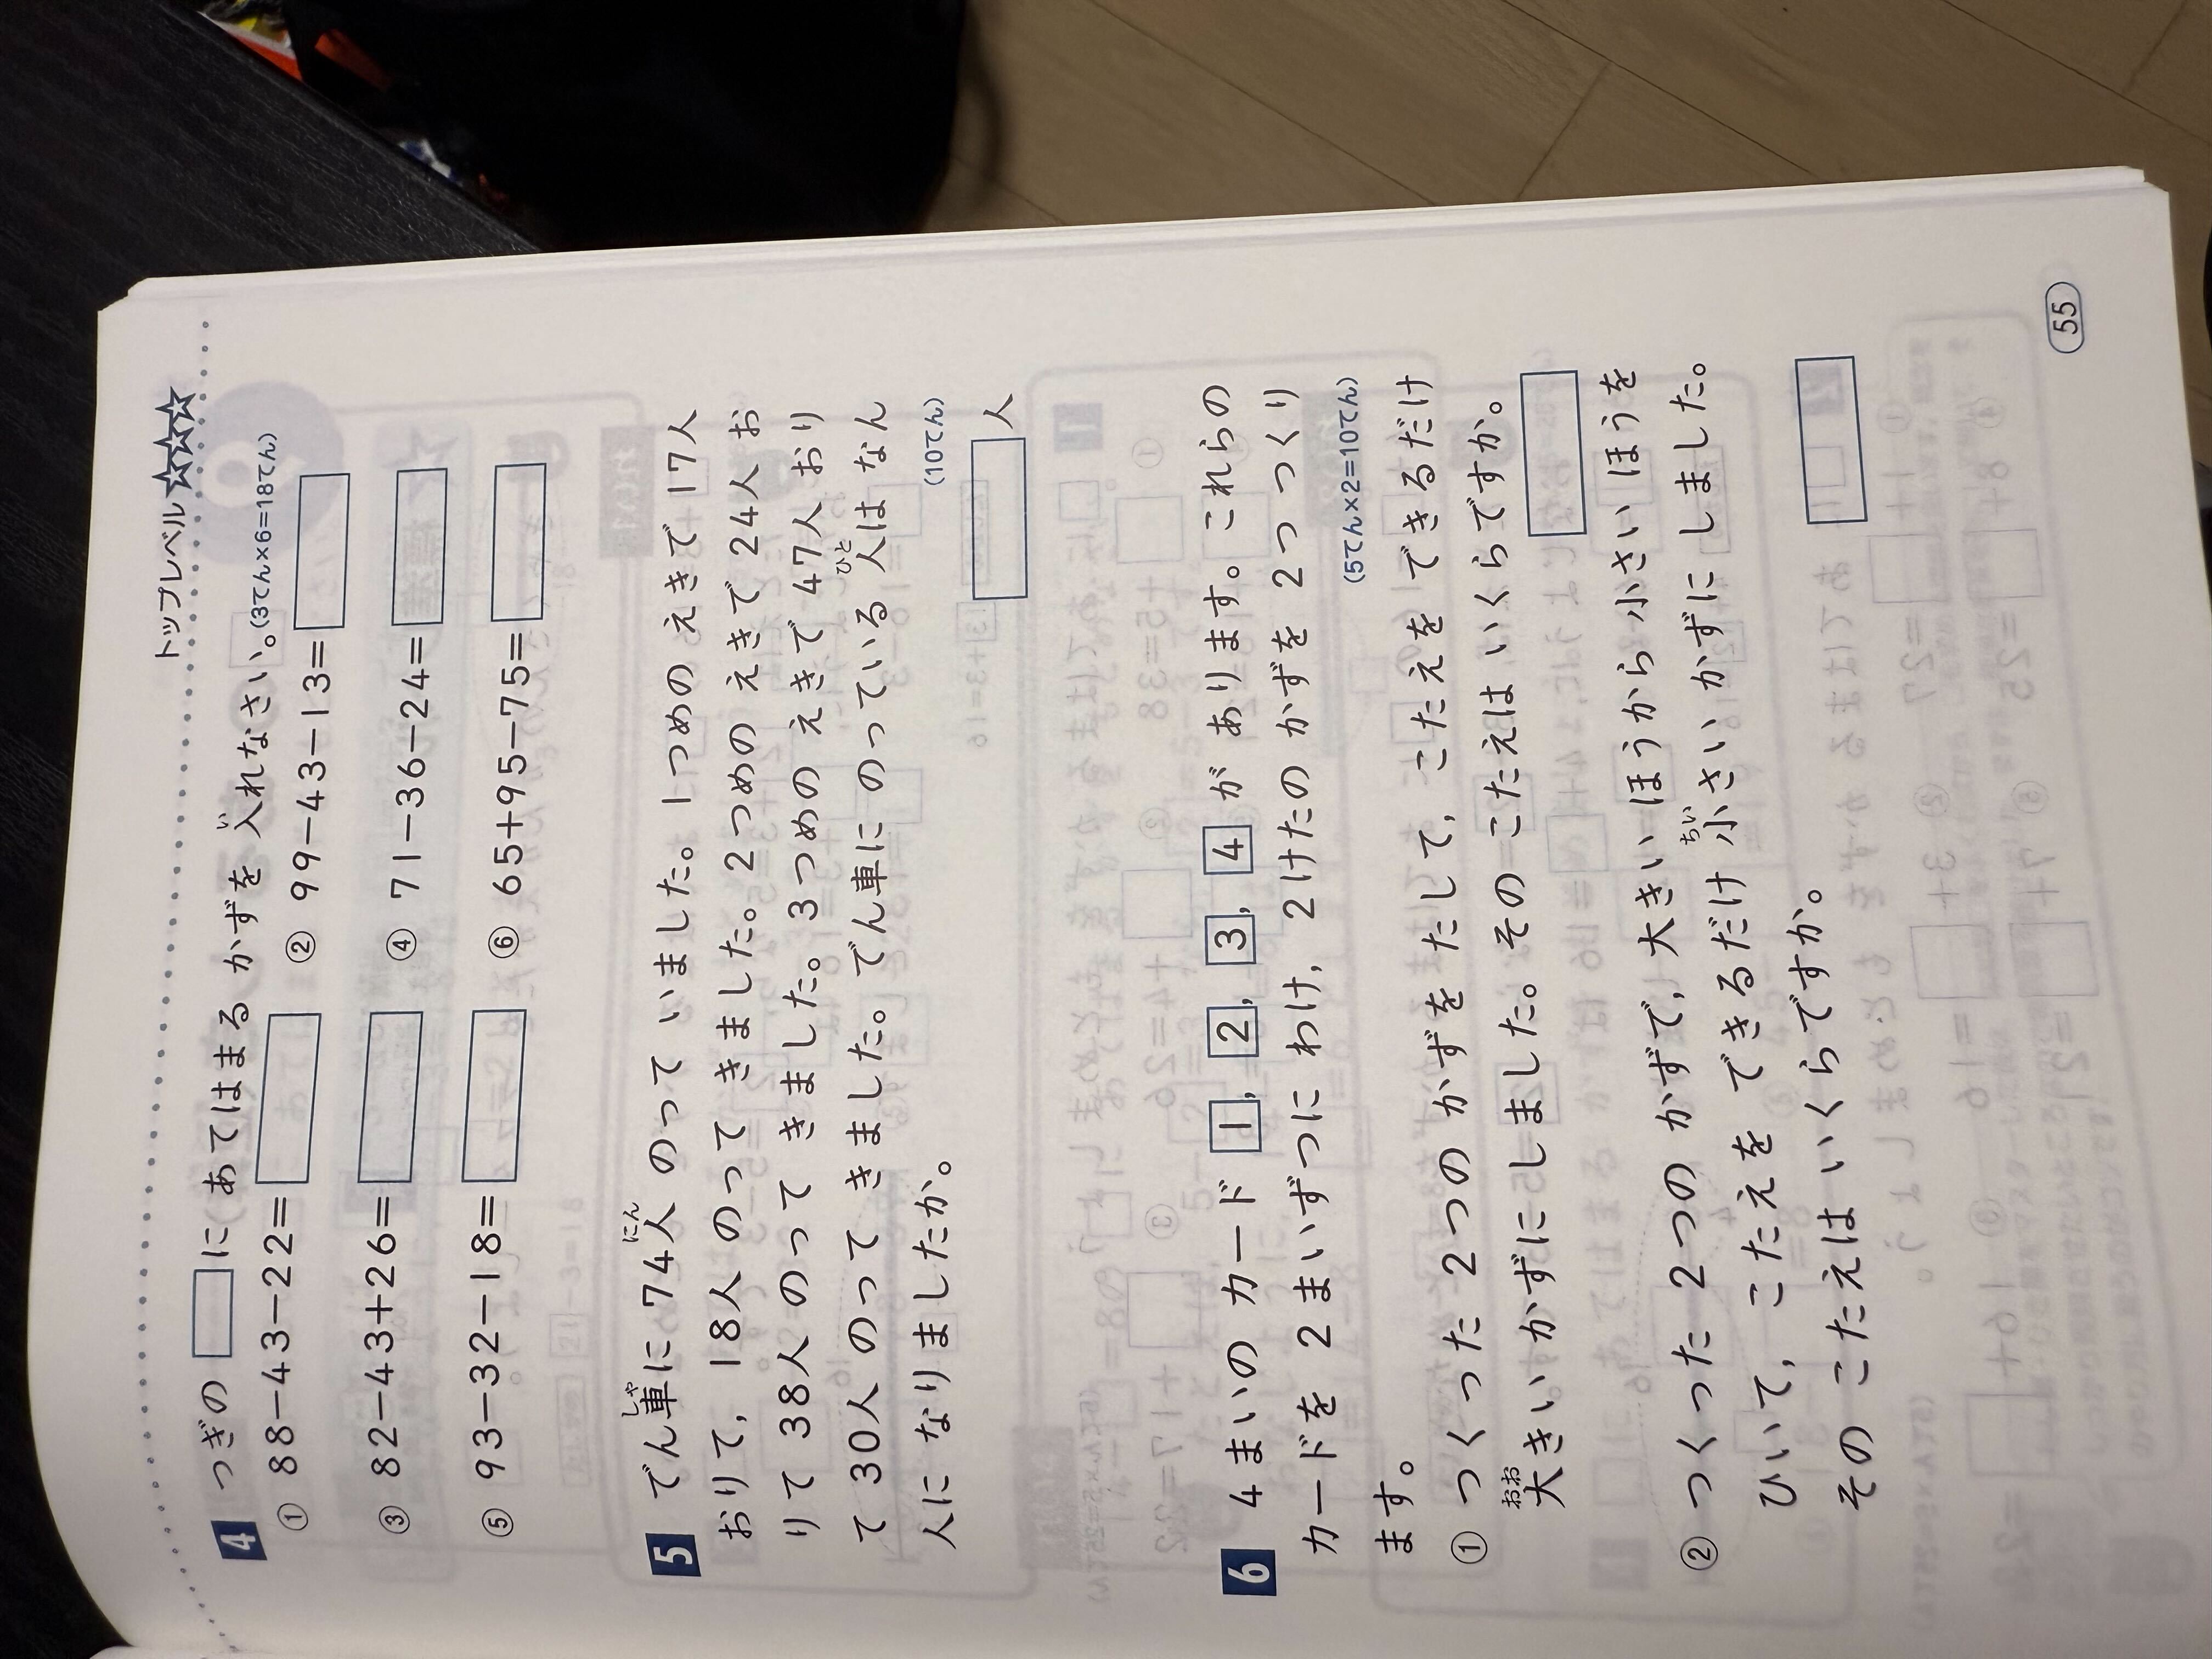 トップレベル☆☆☆
4 つぎの □に あてはまる かずを 入れなさい。(3てん×6=18てん)
い
① 88-43-22=□ ② 99-43-13=□
③ 82-43+26=□ ④ 71-36-24=□
⑤ 93-32-18=□ ⑥ 65+95-75=□
しゃ にん
5 でん車に 74人 のって いました。1つめの えきで 17人
おりて, 18人 のって きました。2つめの えきで 24人 お
りて 38人 のって きました。3つめの えきで 47人 おり
ひと
て 30人 のって きました。でん車に のっている 人は なん
人に なりましたか。
(10てん)
□人
6 4まいの カード 1, 2, 3, 4 が あります。これらの
カードを 2まいずつに わけ, 2けたの かずを 2つ つくり
ます。
(5てん×2=10てん)
① つくった 2つの かずを たして, こたえを できるだけ
おお
大きい かずに しました。その こたえは いくらですか。
② つくった 2つの かずで, 大きい ほうから 小さい ほうを
ちい
ひいて, こたえを できるだけ 小さい かずに しました。
その こたえは いくらですか。
55